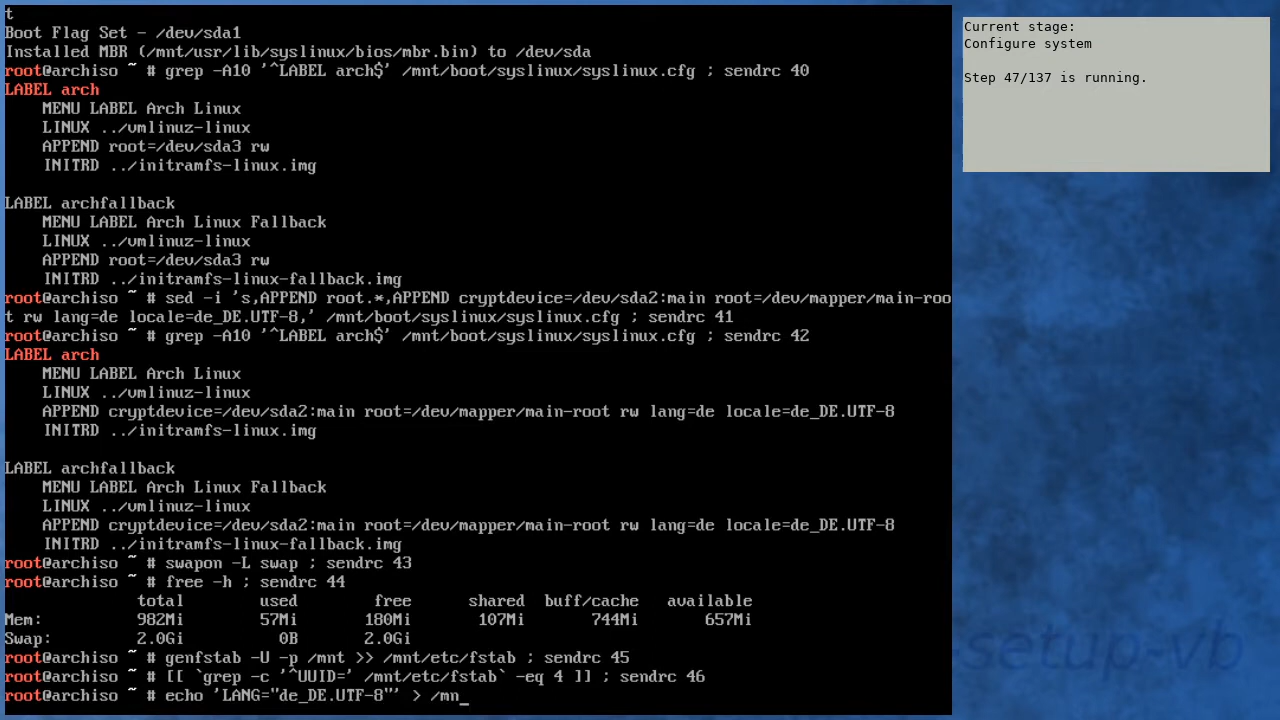 t
Boot Flag Set - /dev/sda1
Installed MBR (/mnt/usr/lib/syslinux/bios/mbr.bin) to /dev/sda
root@archiso ~ # grep -A10 '^LABEL arch$' /mnt/boot/syslinux/syslinux.cfg ; sendrc 40
LABEL arch
    MENU LABEL Arch Linux
    LINUX ../vmlinuz-linux
    APPEND root=/dev/sda3 rw
    INITRD ../initramfs-linux.img

LABEL archfallback
    MENU LABEL Arch Linux Fallback
    LINUX ../vmlinuz-linux
    APPEND root=/dev/sda3 rw
    INITRD ../initramfs-linux-fallback.img
root@archiso ~ # sed -i 's,APPEND root.*,APPEND cryptdevice=/dev/sda2:main root=/dev/mapper/main-roo
t rw lang=de locale=de_DE.UTF-8,' /mnt/boot/syslinux/syslinux.cfg ; sendrc 41
root@archiso ~ # grep -A10 '^LABEL arch$' /mnt/boot/syslinux/syslinux.cfg ; sendrc 42
LABEL arch
    MENU LABEL Arch Linux
    LINUX ../vmlinuz-linux
    APPEND cryptdevice=/dev/sda2:main root=/dev/mapper/main-root rw lang=de locale=de_DE.UTF-8
    INITRD ../initramfs-linux.img

LABEL archfallback
    MENU LABEL Arch Linux Fallback
    LINUX ../vmlinuz-linux
    APPEND cryptdevice=/dev/sda2:main root=/dev/mapper/main-root rw lang=de locale=de_DE.UTF-8
    INITRD ../initramfs-linux-fallback.img
root@archiso ~ # swapon -L swap ; sendrc 43
root@archiso ~ # free -h ; sendrc 44
              total        used        free      shared  buff/cache   available
Mem:          982Mi        57Mi       180Mi       107Mi       744Mi       657Mi
Swap:         2.0Gi          0B       2.0Gi
root@archiso ~ # genfstab -U -p /mnt >> /mnt/etc/fstab ; sendrc 45
root@archiso ~ # [[ `grep -c '^UUID=' /mnt/etc/fstab` -eq 4 ]] ; sendrc 46
root@archiso ~ # echo 'LANG="de_DE.UTF-8"' > /mn_
Current stage:
Configure system

Step 47/137 is running.
-setup-vb